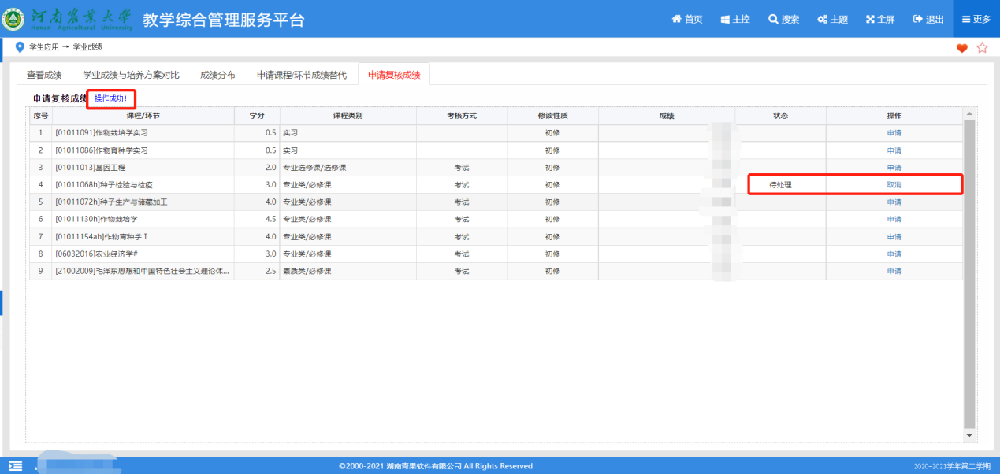 河南农业大学 教学综合管理服务平台 首页 主控 搜索 主题 全屏 退出 更多
Henan Agricultural University
学生应用 → 学业成绩
查看成绩 学业成绩与培养方案对比 成绩分布 申请课程/环节成绩替代 申请复核成绩
申请复核成绩 操作成功!
序号 课程/环节 学分 课程类别 考核方式 修读性质 成绩 状态 操作
1 [01011091]作物栽培学实习 0.5 实习 初修 申请
2 [01011086]作物育种学实习 0.5 实习 初修 申请
3 [01011013]基因工程 2.0 专业选修课/选修课 考试 初修 申请
4 [01011068h]种子检验与检疫 3.0 专业类/必修课 考试 初修 待处理 取消
5 [01011072h]种子生产与储藏加工 4.0 专业类/必修课 考试 初修 申请
6 [01011130h]作物栽培学 4.5 专业类/必修课 考试 初修 申请
7 [01011154ah]作物育种学Ⅰ 4.0 专业类/必修课 考试 初修 申请
8 [06032016]农业经济学# 3.0 专业类/必修课 考试 初修 申请
9 [21002009]毛泽东思想和中国特色社会主义理论体... 2.5 素质类/必修课 考试 初修 申请
©2000-2021 湖南青果软件有限公司 All Rights Reserved 2020-2021学年第二学期